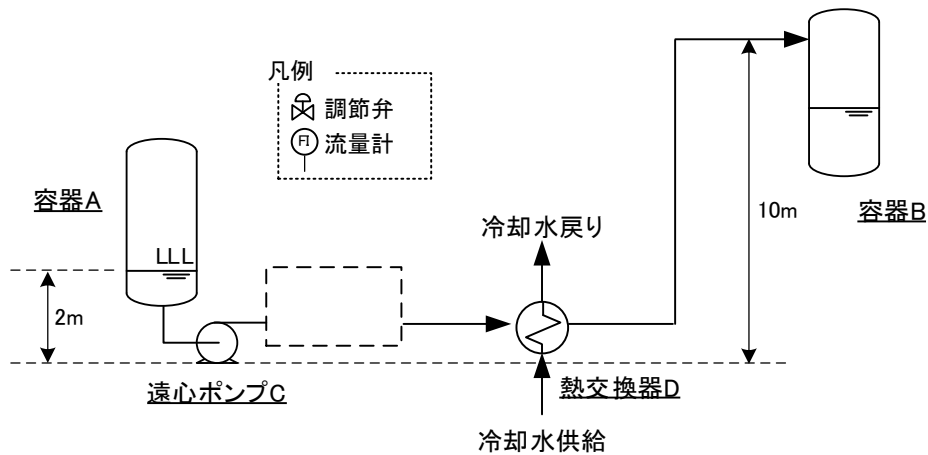 凡例
調節弁
FI 流量計
容器A
LLL
2m
遠心ポンプC
冷却水戻り
熱交換器D
冷却水供給
10m
容器B